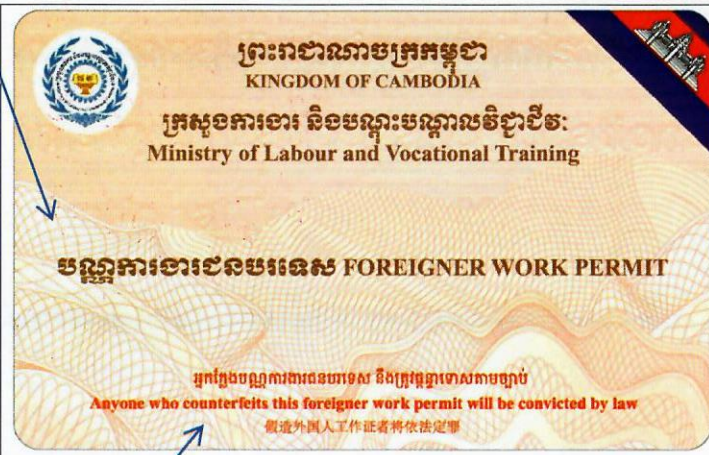 ព្រះរាជាណាចក្រកម្ពុជា
KINGDOM OF CAMBODIA
ក្រសួងការងារ និងបណ្តុះបណ្តាលវិជ្ជាជីវៈ
Ministry of Labour and Vocational Training
បណ្ណការងារជនបរទេស FOREIGNER WORK PERMIT
អ្នកក្លែងបណ្ណការងារជនបរទេស នឹងត្រូវផ្តន្ទាទោសតាមច្បាប់
Anyone who counterfeits this foreigner work permit will be convicted by law
假造外国人工作证者将依法定罪